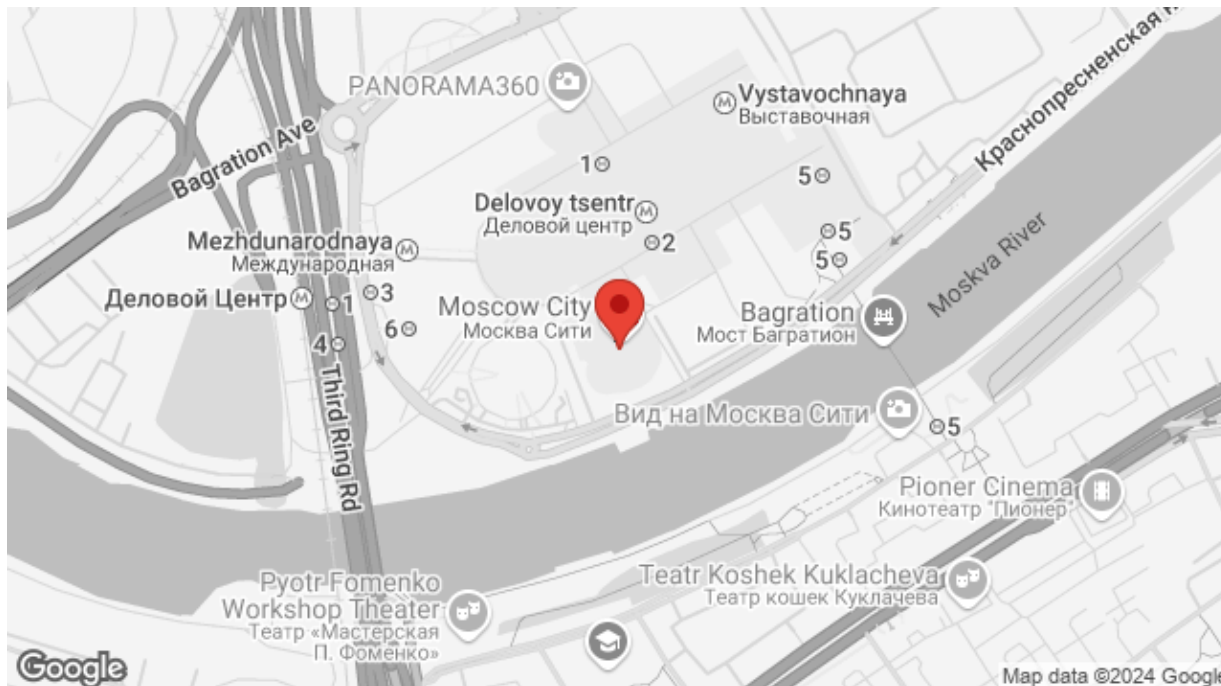 PANORAMA360
Vystavochnaya
Выставочная
Краснопресненская
Bagration Ave
1
5
Delovoy tsentr
Деловой центр
2
5
5
Mezhdunarodnaya
Международная
Деловой Центр
1
3
6
4
Moscow City
Москва Сити
Bagration
Мост Багратион
Moskva River
Third Ring Rd
Вид на Москва Сити
5
Pioner Cinema
Кинотеатр "Пионер"
Pyotr Fomenko
Workshop Theater
Театр «Мастерская
П. Фоменко»
Teatr Koshek Kuklacheva
Театр кошек Куклачева
Google
Map data ©2024 Google